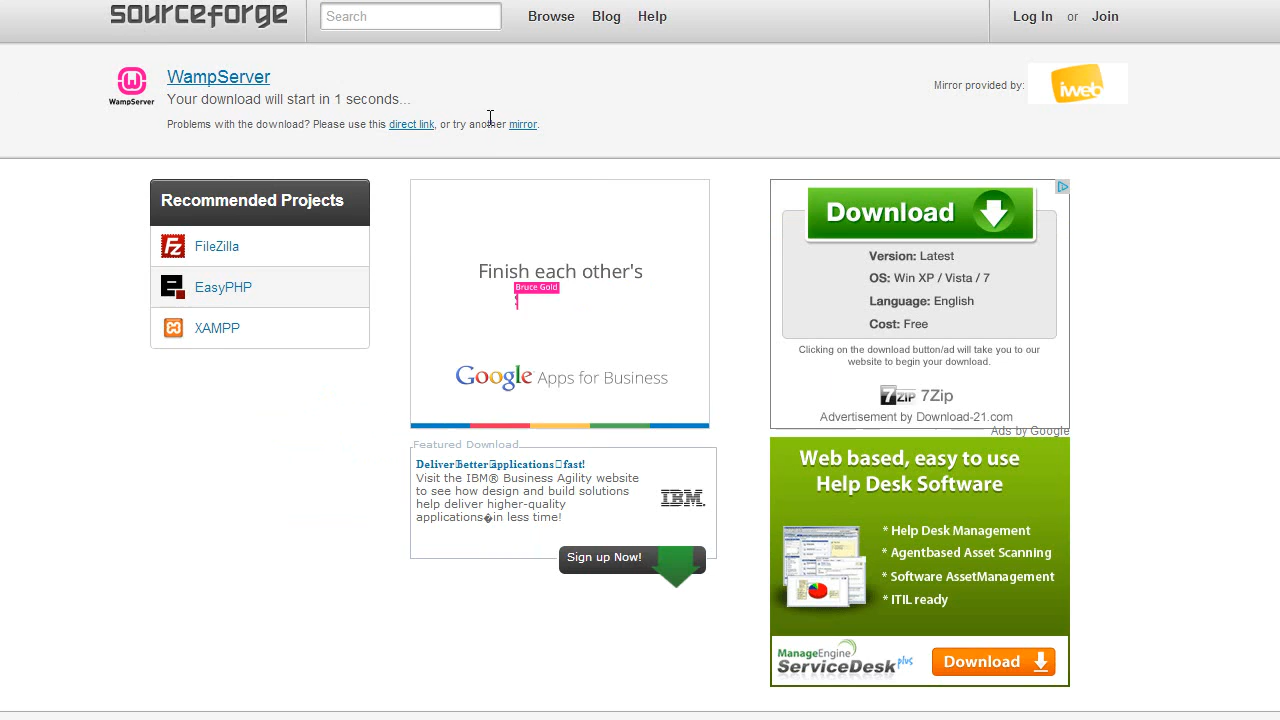 sourceforge
Search
Browse
Blog
Help
Log In or Join
WampServer
WampServer
Your download will start in 1 seconds...
Problems with the download? Please use this direct link, or try another mirror.
Mirror provided by:
iweb
Recommended Projects
FileZilla
EasyPHP
XAMPP
Finish each other's
Bruce Gold
s
Google Apps for Business
Featured Download
Deliver better applications fast!
Visit the IBM® Business Agility website
to see how design and build solutions
help deliver higher-quality
applications�in less time!
IBM.
Sign up Now!
Download
Version: Latest
OS: Win XP / Vista / 7
Language: English
Cost: Free
Clicking on the download button/ad will take you to our
website to begin your download.
7ZIP 7Zip
Advertisement by Download-21.com
Ads by Google
Web based, easy to use
Help Desk Software
* Help Desk Management
* Agentbased Asset Scanning
* Software AssetManagement
* ITIL ready
ManageEngine
ServiceDesk plus
Download